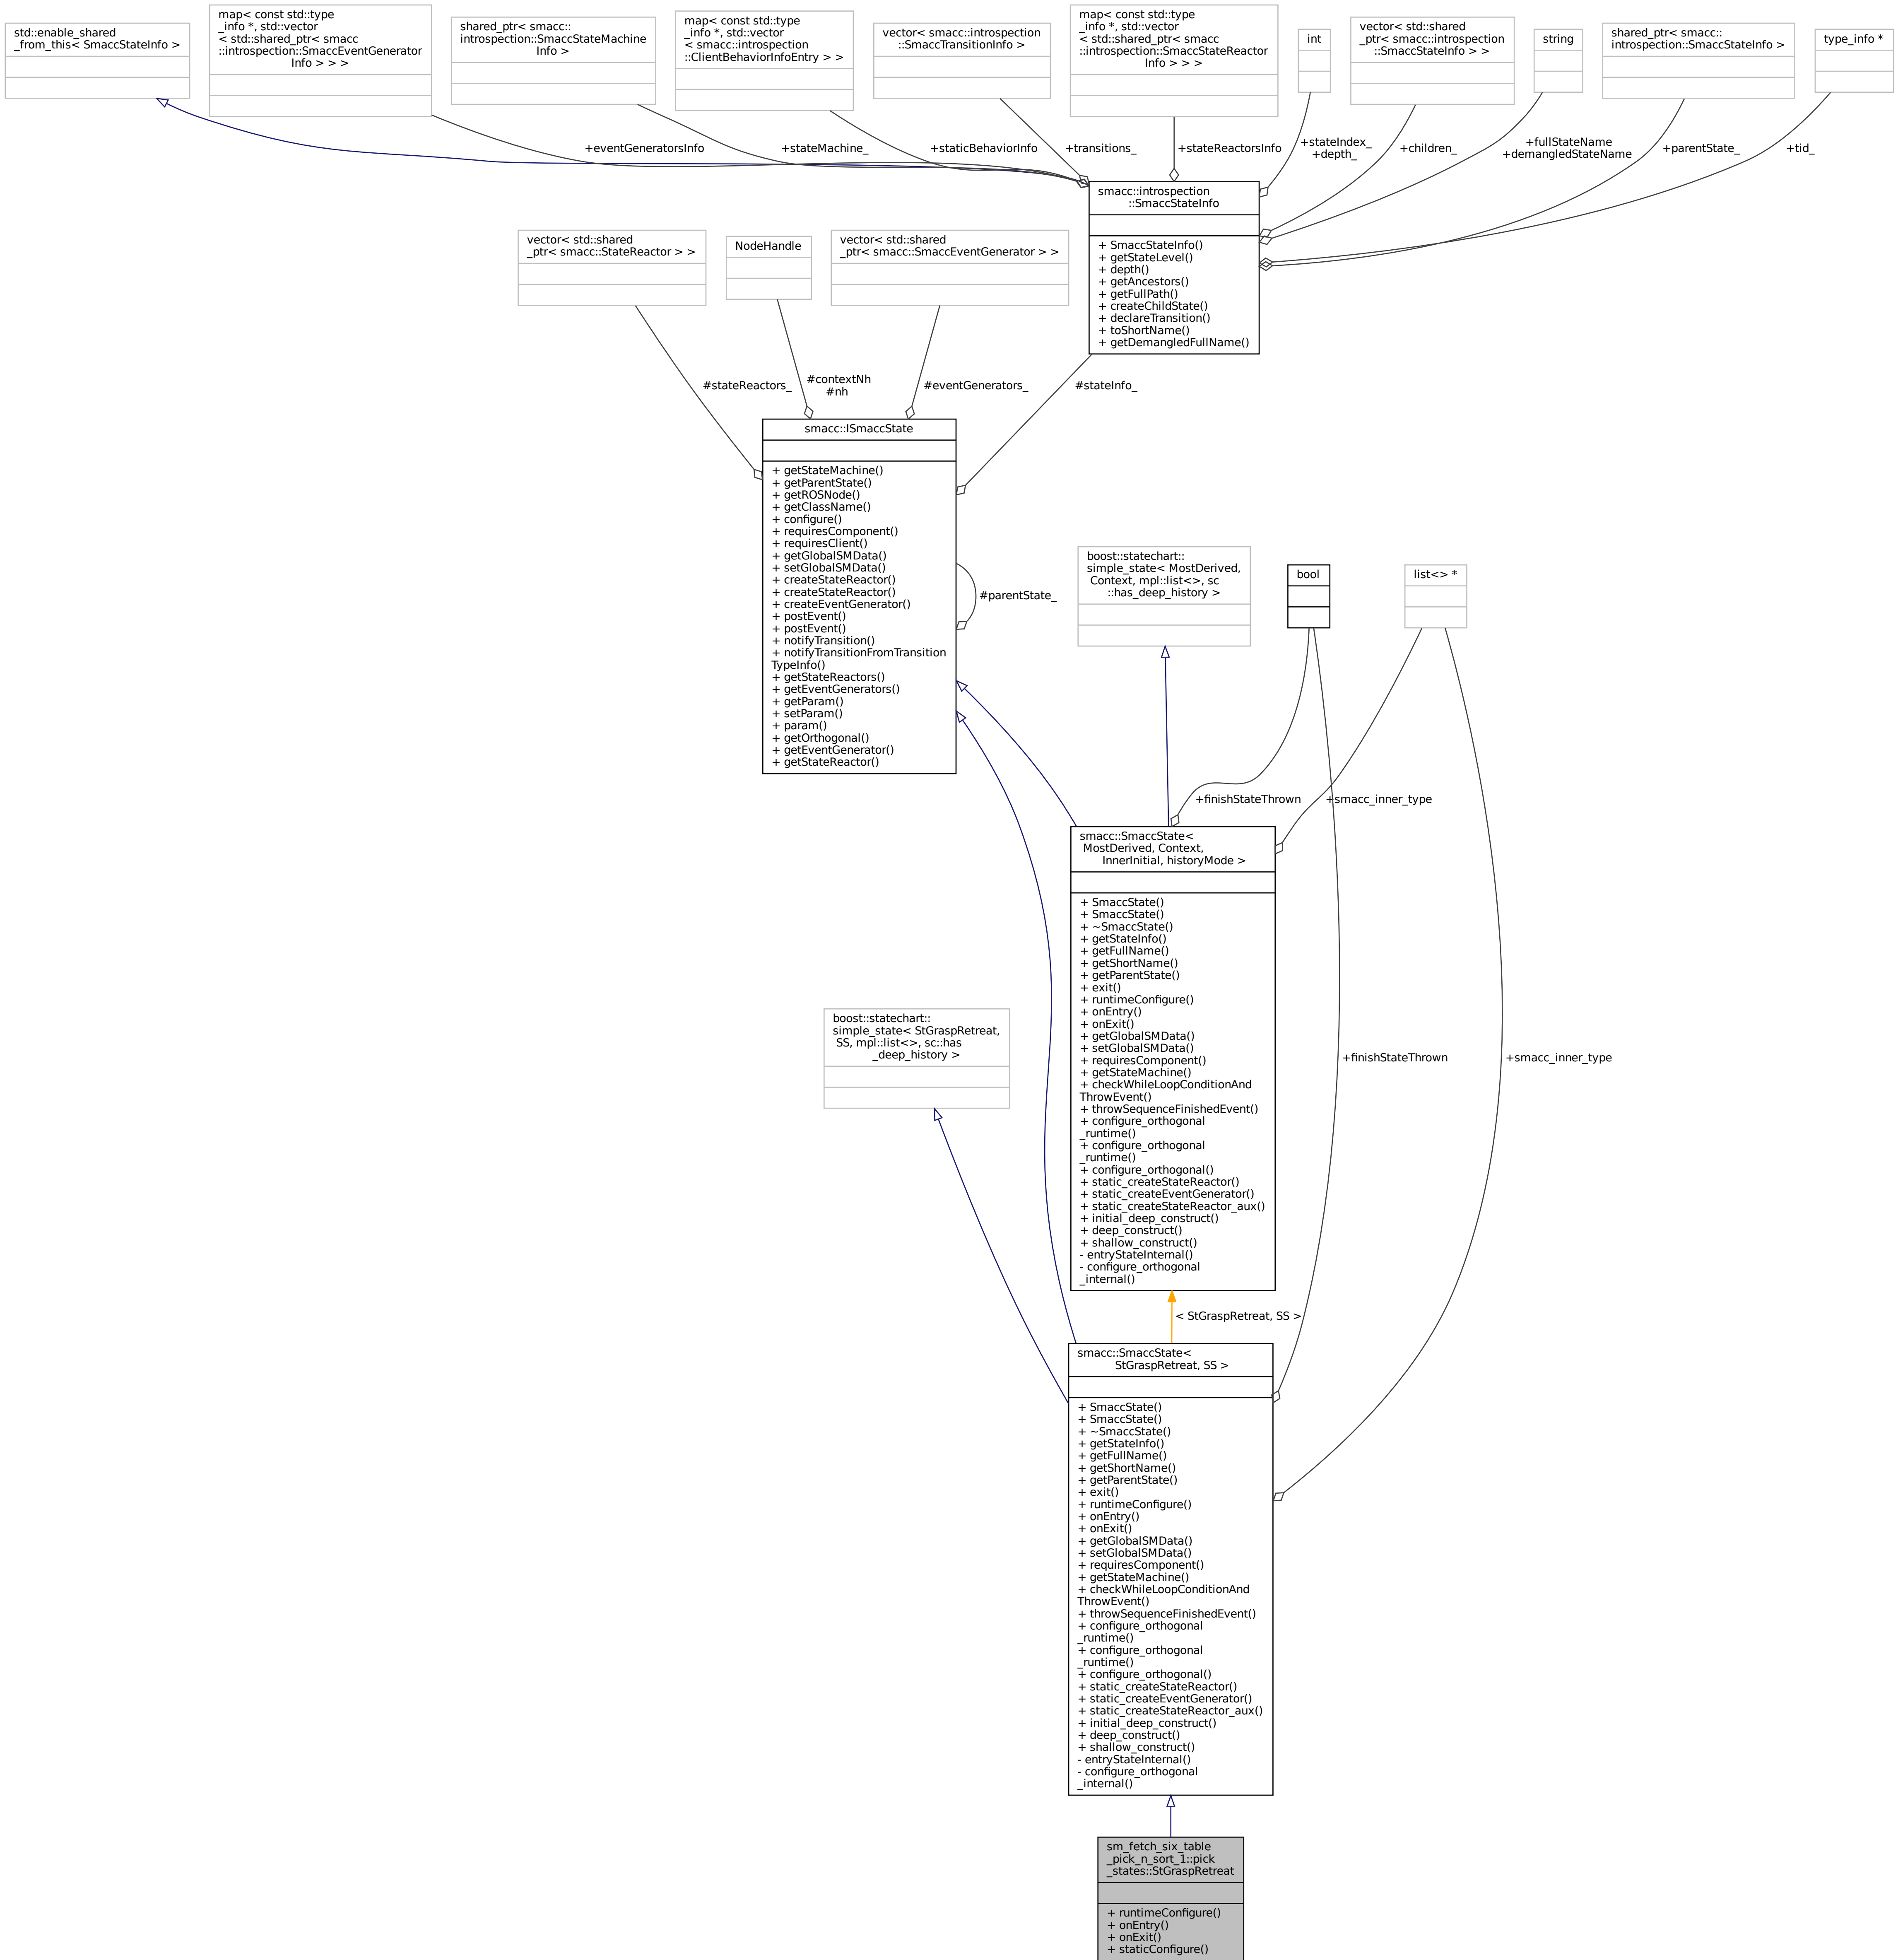 std::enable_shared
_from_this< SmaccStateInfo >
map< const std::type
_info *, std::vector
< std::shared_ptr< smacc
::introspection::SmaccEventGenerator
Info > > >
shared_ptr< smacc::
introspection::SmaccStateMachine
Info >
map< const std::type
_info *, std::vector
< smacc::introspection
::ClientBehaviorInfoEntry > >
vector< smacc::introspection
::SmaccTransitionInfo >
map< const std::type
_info *, std::vector
< std::shared_ptr< smacc
::introspection::SmaccStateReactor
Info > > >
int
vector< std::shared
_ptr< smacc::introspection
::SmaccStateInfo > >
string
shared_ptr< smacc::
introspection::SmaccStateInfo >
type_info *
+eventGeneratorsInfo
+stateMachine_
+staticBehaviorInfo
+transitions_
+stateReactorsInfo
+stateIndex_
+depth_
+children_
+fullStateName
+demangledStateName
+parentState_
+tid_
smacc::introspection
::SmaccStateInfo
+ SmaccStateInfo()
+ getStateLevel()
+ depth()
+ getAncestors()
+ getFullPath()
+ createChildState()
+ declareTransition()
+ toShortName()
+ getDemangledFullName()
vector< std::shared
_ptr< smacc::StateReactor > >
NodeHandle
vector< std::shared
_ptr< smacc::SmaccEventGenerator > >
#stateReactors_
#contextNh
#nh
#eventGenerators_
#stateInfo_
smacc::ISmaccState
+ getStateMachine()
+ getParentState()
+ getROSNode()
+ getClassName()
+ configure()
+ requiresComponent()
+ requiresClient()
+ getGlobalSMData()
+ setGlobalSMData()
+ createStateReactor()
+ createStateReactor()
+ createEventGenerator()
+ postEvent()
+ postEvent()
+ notifyTransition()
+ notifyTransitionFromTransition
TypeInfo()
+ getStateReactors()
+ getEventGenerators()
+ getParam()
+ setParam()
+ param()
+ getOrthogonal()
+ getEventGenerator()
+ getStateReactor()
#parentState_
boost::statechart::
simple_state< MostDerived,
Context, mpl::list<>, sc
::has_deep_history >
bool
list<> *
+finishStateThrown
+smacc_inner_type
smacc::SmaccState<
MostDerived, Context,
InnerInitial, historyMode >
+ SmaccState()
+ SmaccState()
+ ~SmaccState()
+ getStateInfo()
+ getFullName()
+ getShortName()
+ getParentState()
+ exit()
+ runtimeConfigure()
+ onEntry()
+ onExit()
+ getGlobalSMData()
+ setGlobalSMData()
+ requiresComponent()
+ getStateMachine()
+ checkWhileLoopConditionAnd
ThrowEvent()
+ throwSequenceFinishedEvent()
+ configure_orthogonal
_runtime()
+ configure_orthogonal
_runtime()
+ configure_orthogonal()
+ static_createStateReactor()
+ static_createEventGenerator()
+ static_createStateReactor_aux()
+ initial_deep_construct()
+ deep_construct()
+ shallow_construct()
- entryStateInternal()
- configure_orthogonal
_internal()
boost::statechart::
simple_state< StGraspRetreat,
SS, mpl::list<>, sc::has
_deep_history >
+finishStateThrown
+smacc_inner_type
< StGraspRetreat, SS >
smacc::SmaccState<
StGraspRetreat, SS >
+ SmaccState()
+ SmaccState()
+ ~SmaccState()
+ getStateInfo()
+ getFullName()
+ getShortName()
+ getParentState()
+ exit()
+ runtimeConfigure()
+ onEntry()
+ onExit()
+ getGlobalSMData()
+ setGlobalSMData()
+ requiresComponent()
+ getStateMachine()
+ checkWhileLoopConditionAnd
ThrowEvent()
+ throwSequenceFinishedEvent()
+ configure_orthogonal
_runtime()
+ configure_orthogonal
_runtime()
+ configure_orthogonal()
+ static_createStateReactor()
+ static_createEventGenerator()
+ static_createStateReactor_aux()
+ initial_deep_construct()
+ deep_construct()
+ shallow_construct()
- entryStateInternal()
- configure_orthogonal
_internal()
sm_fetch_six_table
_pick_n_sort_1::pick
_states::StGraspRetreat
+ runtimeConfigure()
+ onEntry()
+ onExit()
+ staticConfigure()